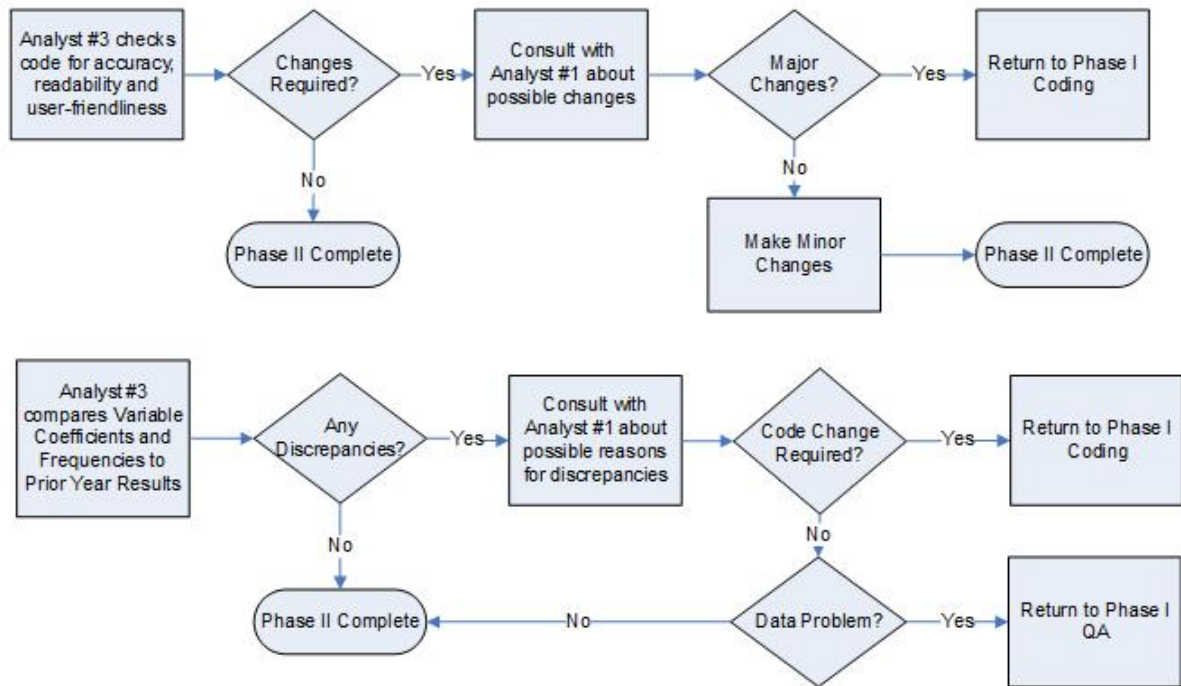 Analyst #3 checks
code for accuracy,
readability and
user-friendliness
Changes
Required?
Yes
Consult with
Analyst #1 about
possible changes
Major
Changes?
Yes
Return to Phase I
Coding
No
No
Phase II Complete
Make Minor
Changes
Phase II Complete
Analyst #3
compares Variable
Coefficients and
Frequencies to
Prior Year Results
Any
Discrepancies?
Yes
Consult with
Analyst #1 about
possible reasons
for discrepancies
Code Change
Required?
Yes
Return to Phase I
Coding
No
No
Phase II Complete
No
Data Problem?
Yes
Return to Phase I
QA